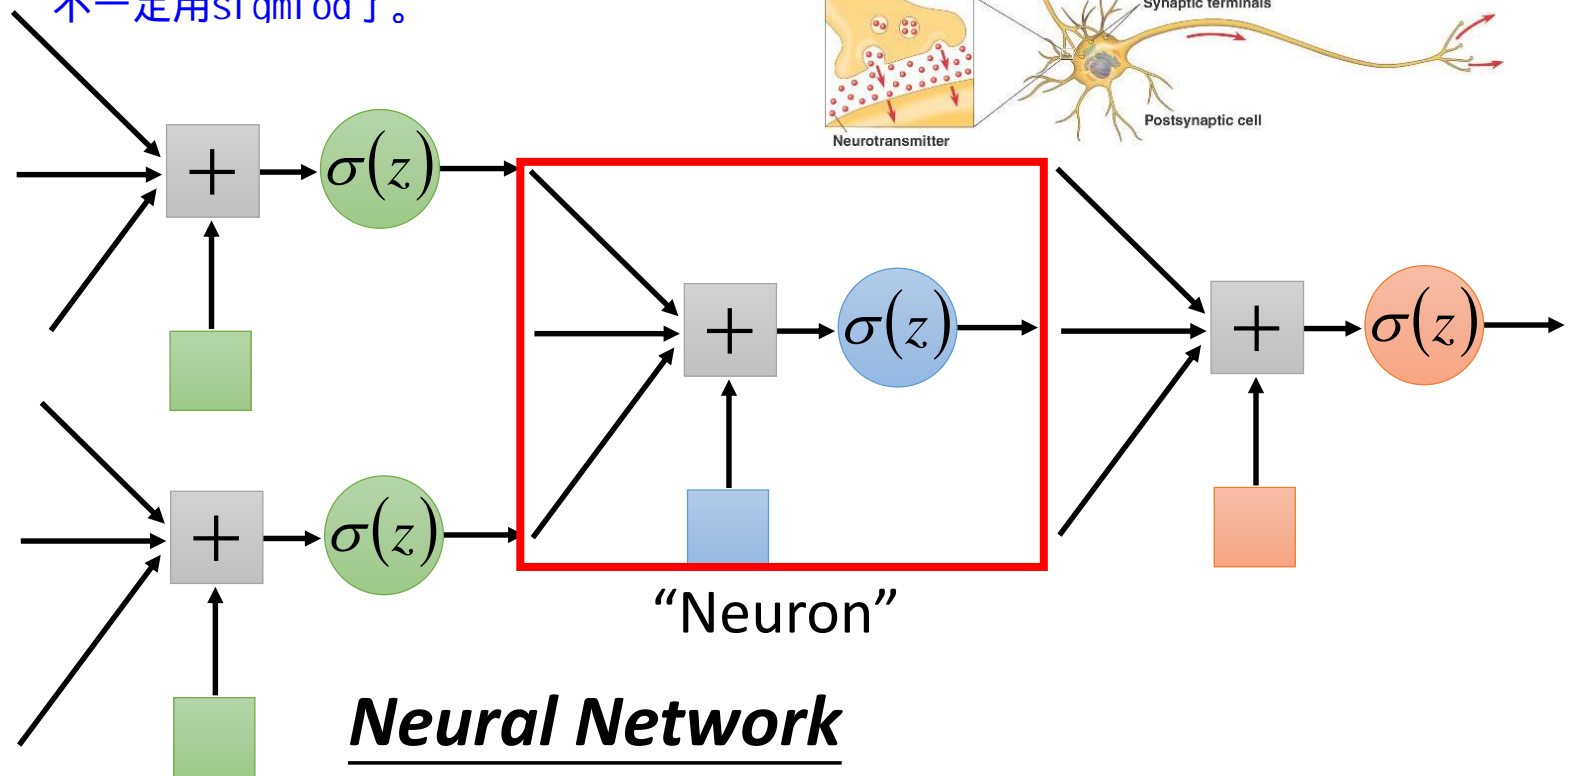 不一定用sigmiod了。
Synaptic terminals
Postsynaptic cell
Neurotransmitter
+
σ(z)
+
σ(z)
+
σ(z)
+
σ(z)
“Neuron”
Neural Network